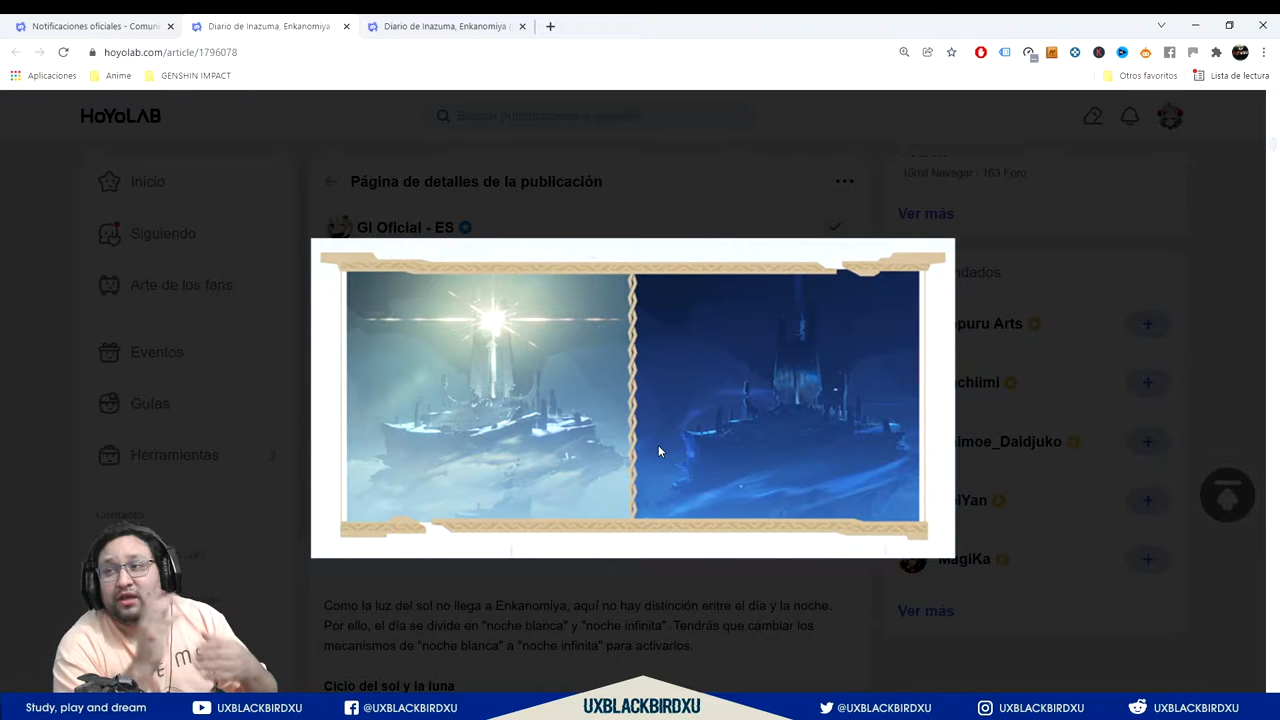 Notificaciones oficiales - Comuni
Diario de Inazuma, Enkanomiya
Diario de Inazuma, Enkanomiya (
hoyolab.com/article/1796078
Aplicaciones
Anime
GENSHIN IMPACT
Otros favoritos
Lista de lectura
HoYoLAB
Inicio
Siguiendo
Arte de los fans
Eventos
Guías
Herramientas
Contacto
Página de detalles de la publicación
GI Oficial - ES
10mil Navegar / 163 Foro
Ver más
Ver más
Como la luz del sol no llega a Enkanomiya, aquí no hay distinción entre el día y la noche.
Por ello, el día se divide en "noche blanca" y "noche infinita". Tendrás que cambiar los
mecanismos de "noche blanca" a "noche infinita" para activarlos.
Ciclo del sol y la luna
Study, play and dream
UXBLACKBIRDXU
@UXBLACKBIRDXU
UXBLACKBIRDXU
@UXBLACKBIRDXU
UXBLACKBIRDXU
UXBLACKBIRDXU